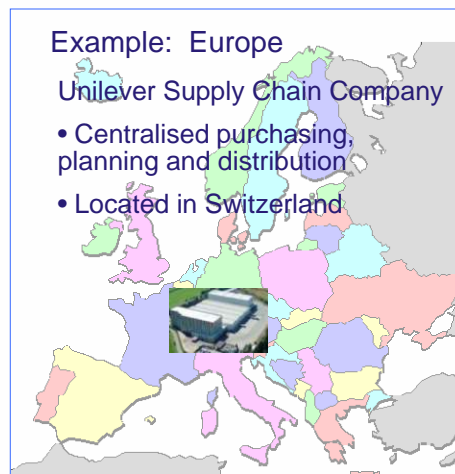 Example: Europe
Unilever Supply Chain Company
• Centralised purchasing,
planning and distribution
• Located in Switzerland